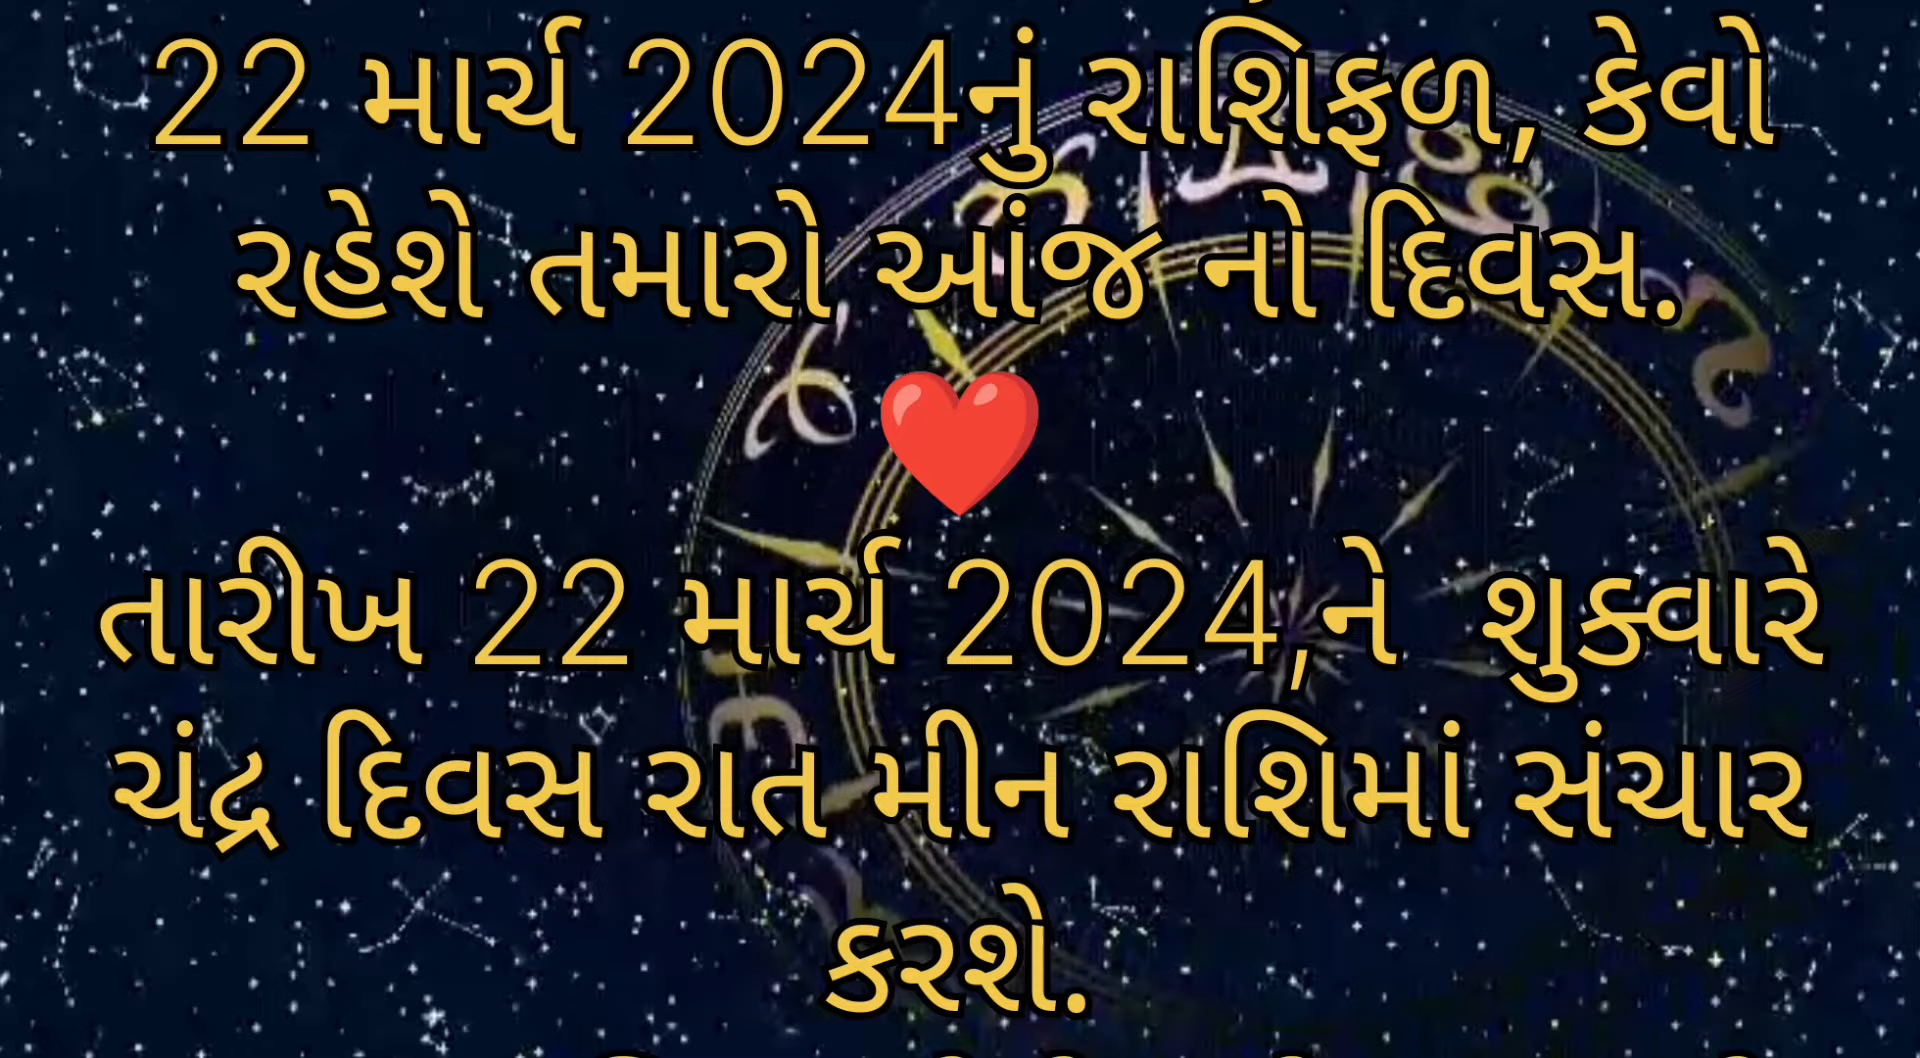 22 માર્ચ 2024નું રાશિફળ, કેવો
રહેશે તમારો આંજ નો દિવસ.
❤️
તારીખ 22 માર્ચ 2024,ને શુક્વારે
ચંદ્ર દિવસ રાત મીન રાશિમાં સંચાર
કરશે.